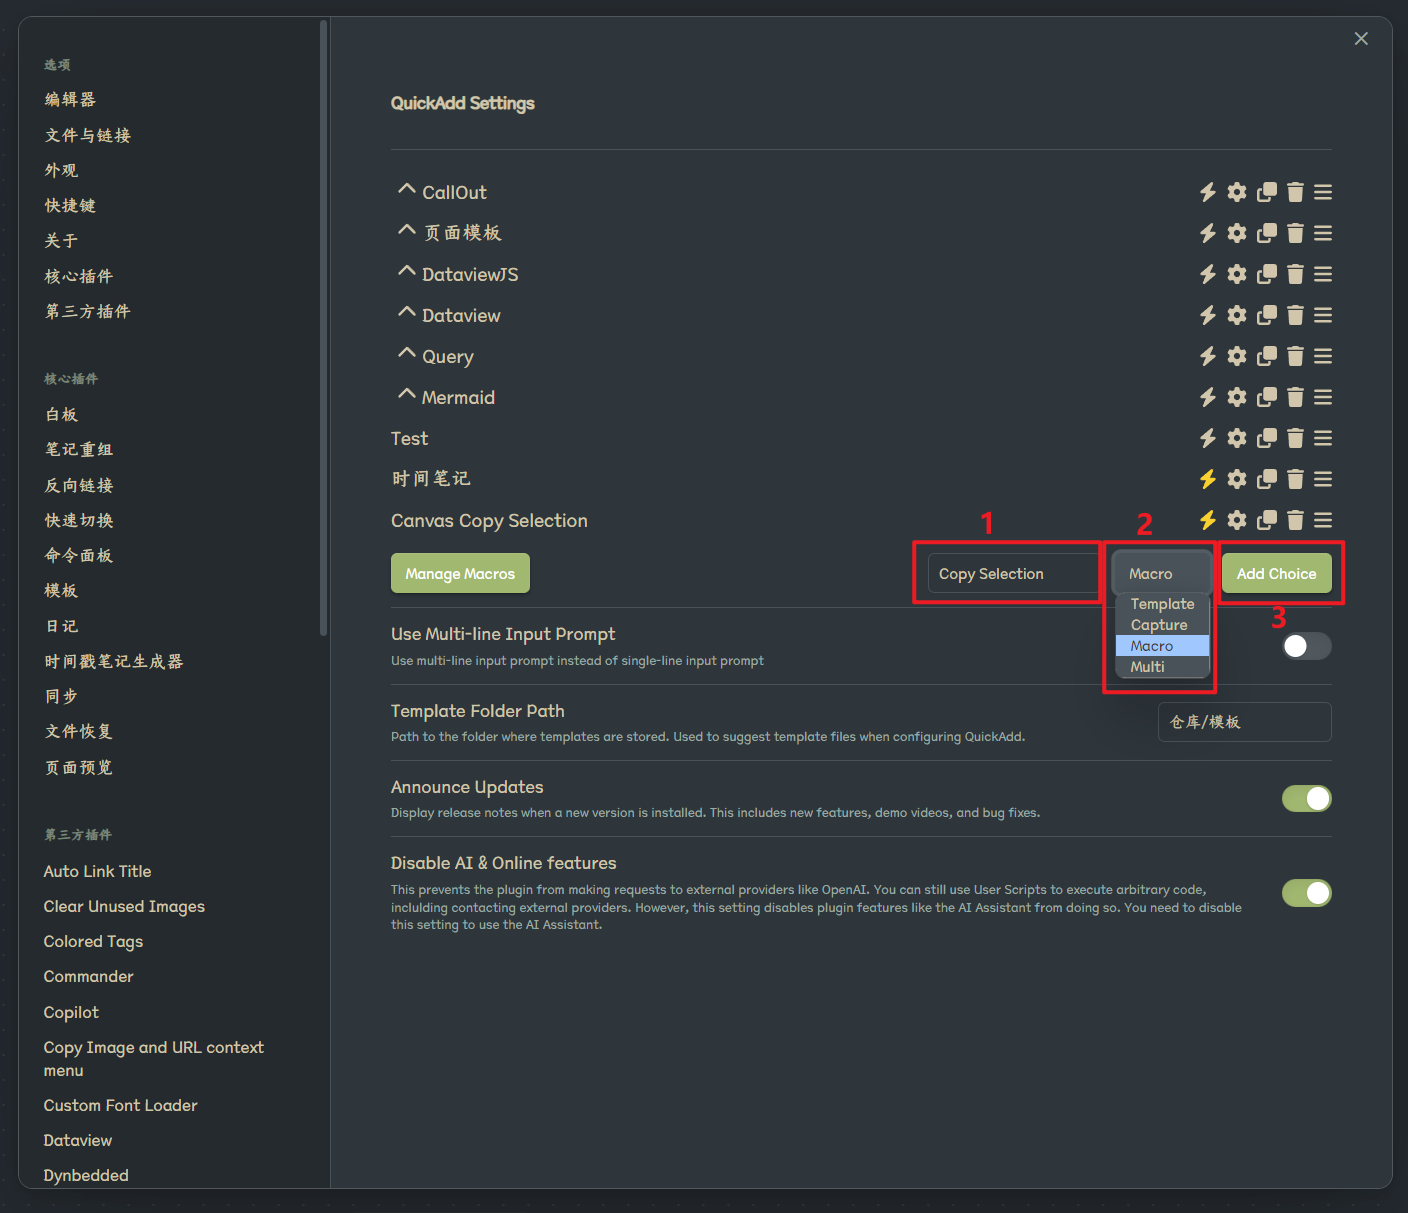 选项
编辑器
文件与链接
外观
快捷键
关于
核心插件
第三方插件
核心插件
白板
笔记重组
反向链接
快速切换
命令面板
模板
日记
时间戳笔记生成器
同步
文件恢复
页面预览
第三方插件
Auto Link Title
Clear Unused Images
Colored Tags
Commander
Copilot
Copy Image and URL context
menu
Custom Font Loader
Dataview
Dynbedded
QuickAdd Settings
CallOut
页面模板
DataviewJS
Dataview
Query
Mermaid
Test
时间笔记
Canvas Copy Selection
1
2
Manage Macros
Copy Selection
Macro
Add Choice
Template
Capture
Macro
Multi
3
Use Multi-line Input Prompt
Use multi-line input prompt instead of single-line input prompt
Template Folder Path
Path to the folder where templates are stored. Used to suggest template files when configuring QuickAdd.
仓库/模板
Announce Updates
Display release notes when a new version is installed. This includes new features, demo videos, and bug fixes.
Disable AI & Online features
This prevents the plugin from making requests to external providers like OpenAI. You can still use User Scripts to execute arbitrary code,
including contacting external providers. However, this setting disables plugin features like the AI Assistant from doing so. You need to disable
this setting to use the AI Assistant.